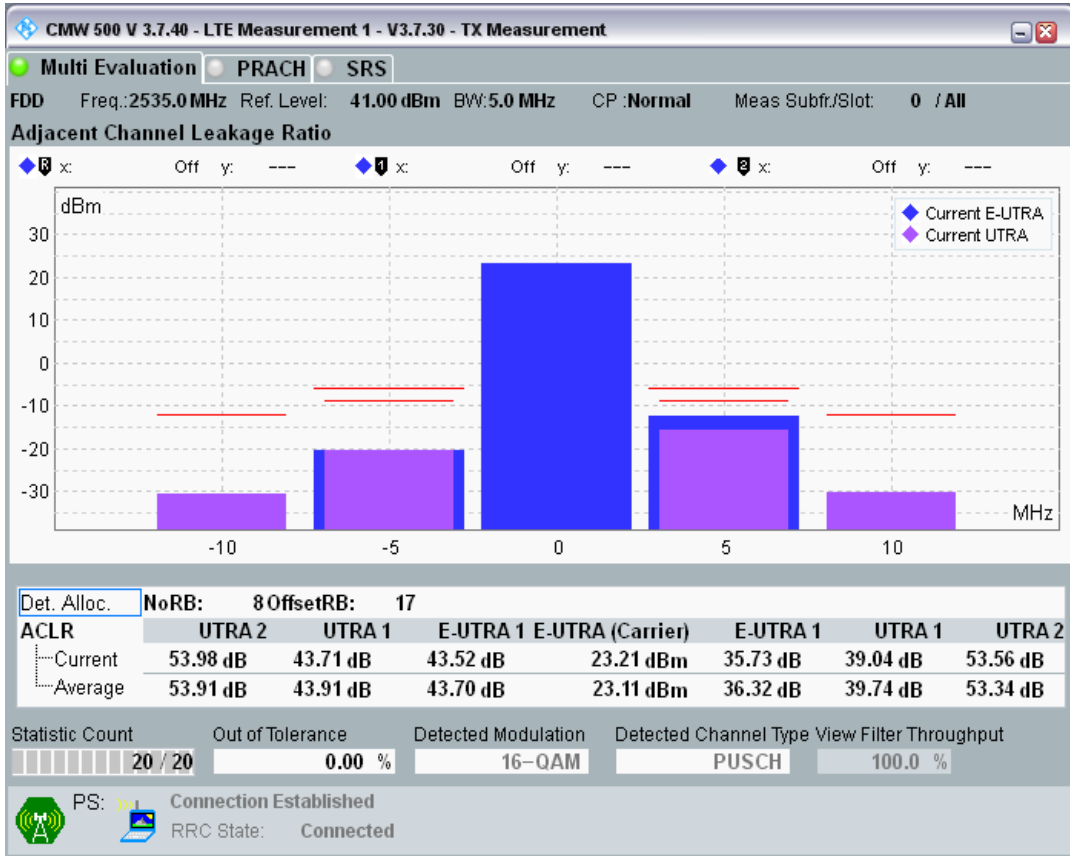 CMW 500 V 3.7.40 - LTE Measurement 1 - V3.7.30 - TX Measurement
Multi Evaluation PRACH SRS
FDD Freq.:2535.0 MHz Ref. Level: 41.00 dBm BW:5.0 MHz CP :Normal Meas Subfr./Slot: 0 / All
Adjacent Channel Leakage Ratio
R x: Off y: --- 1 x: Off y: --- 2 x: Off y: ---
dBm
Current E-UTRA
Current UTRA
30
20
10
0
-10
-20
-30
MHz
-10 -5 0 5 10
Det. Alloc. NoRB: 8 OffsetRB: 17
ACLR UTRA 2 UTRA 1 E-UTRA 1 E-UTRA (Carrier) E-UTRA 1 UTRA 1 UTRA 2
Current 53.98 dB 43.71 dB 43.52 dB 23.21 dBm 35.73 dB 39.04 dB 53.56 dB
Average 53.91 dB 43.91 dB 43.70 dB 23.11 dBm 36.32 dB 39.74 dB 53.34 dB
Statistic Count Out of Tolerance Detected Modulation Detected Channel Type View Filter Throughput
20 / 20 0.00 % 16-QAM PUSCH 100.0 %
PS: Connection Established
RRC State: Connected